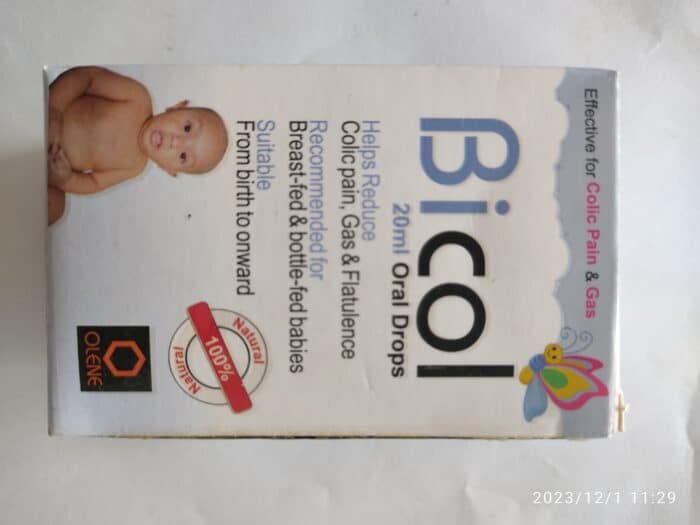 Effective for Colic Pain & Gas
Bicol
20ml Oral Drops
Helps Reduce
Colic pain, Gas & Flatulence
Recommended for
Breast-fed & bottle-fed babies
Suitable
From birth to onward
Natural
100%
Natural
OLENE
2023/12/1 11:29